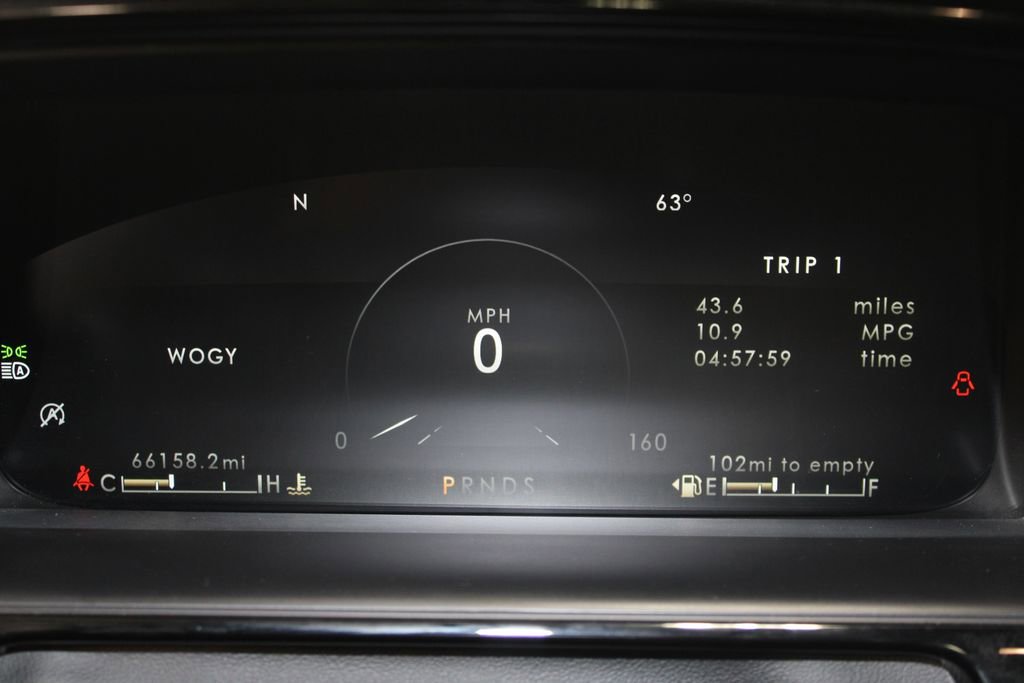 N
63°
TRIP 1
43.6 miles
10.9 MPG
04:57:59 time
MPH
0
WOGY
A
A
0
160
66158.2mi
102mi to empty
C H
PRNDS
E F